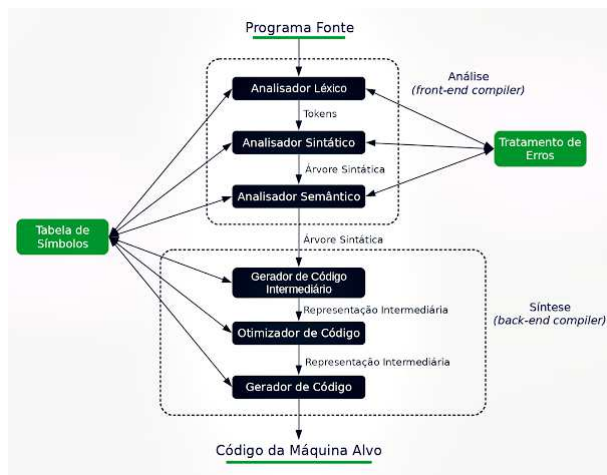 Programa Fonte
Analisador Léxico
Análise
(front-end compiler)
Tokens
Analisador Sintático
Tratamento de
Erros
Árvore Sintática
Analisador Semântico
Tabela de
Símbolos
Árvore Sintática
Gerador de Código
Intermediário
Representação Intermediária
Síntese
(back-end compiler)
Otimizador de Código
Representação Intermediária
Gerador de Código
Código da Máquina Alvo